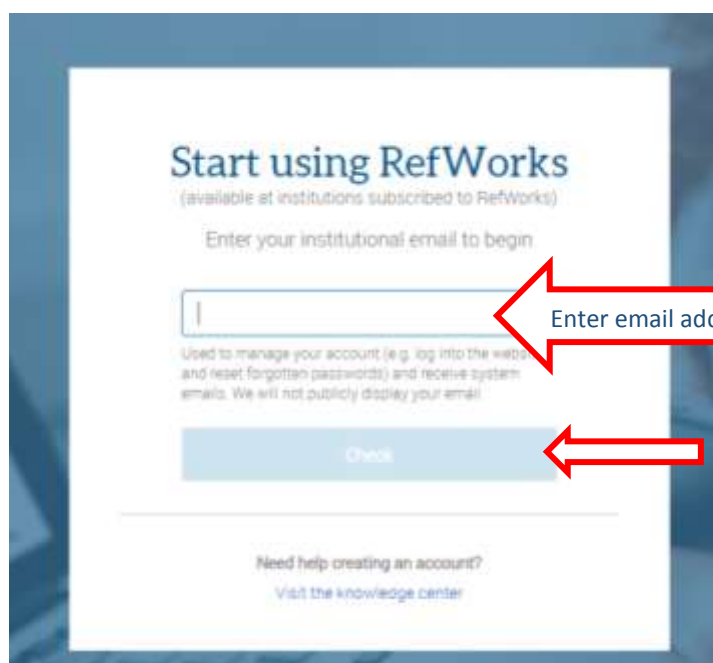 Start using RefWorks
(available at institutions subscribed to RefWorks)
Enter your institutional email to begin
Enter email add
Used to manage your account (e.g. log into the websi
and reset forgotten passwords) and receive system
emails. We will not publicly display your email.
Check
Need help creating an account?
Visit the knowledge center